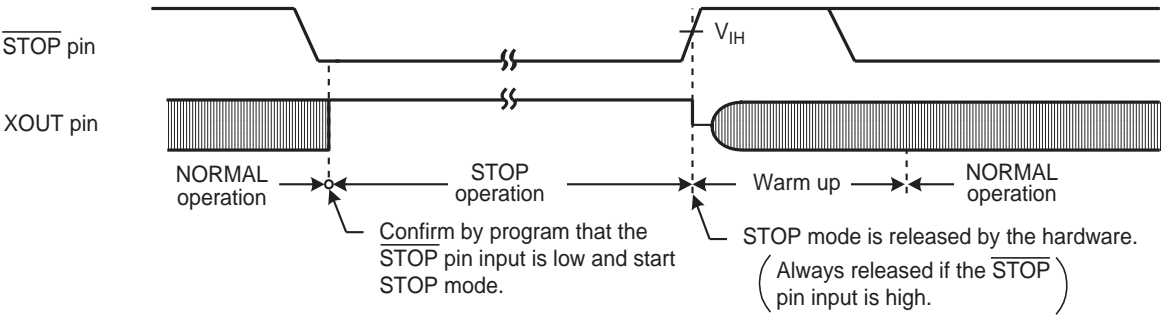 STOP pin
VIH
XOUT pin
NORMAL
operation
STOP
operation
Warm up
NORMAL
operation
Confirm by program that the
STOP pin input is low and start
STOP mode.
STOP mode is released by the hardware.
Always released if the STOP
pin input is high.